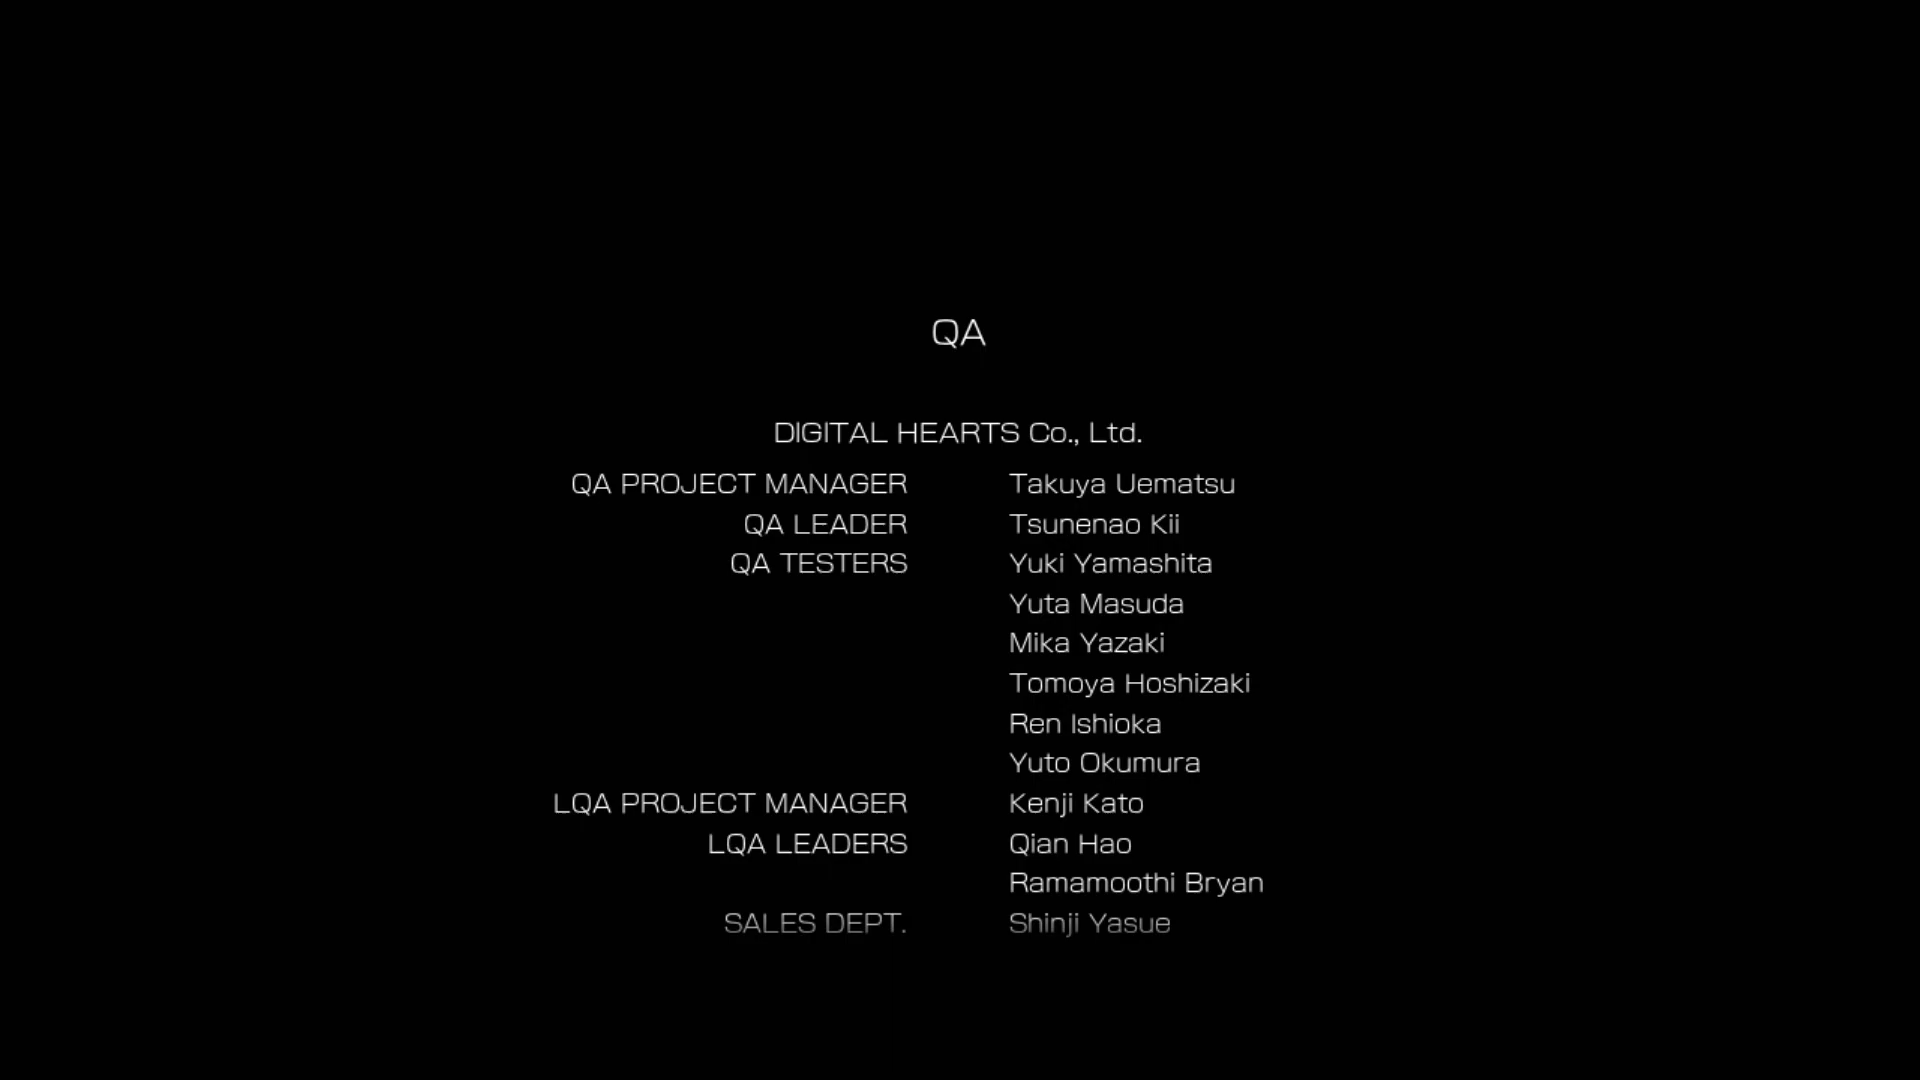 QA
DIGITAL HEARTS Co., Ltd.
QA PROJECT MANAGER Takuya Uematsu
QA LEADER Tsunenao Kii
QA TESTERS Yuki Yamashita
Yuta Masuda
Mika Yazaki
Tomoya Hoshizaki
Ren Ishioka
Yuto Okumura
LQA PROJECT MANAGER Kenji Kato
LQA LEADERS Qian Hao
Ramamoothi Bryan
SALES DEPT. Shinji Yasue